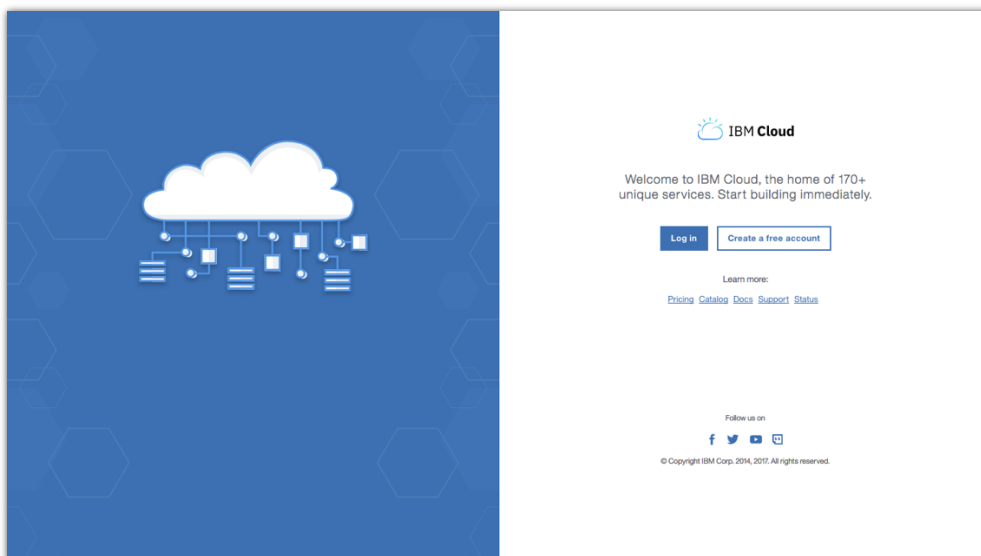 IBM Cloud
Welcome to IBM Cloud, the home of 170+
unique services. Start building immediately.
Log in Create a free account
Learn more:
Pricing Catalog Docs Support Status
Follow us on
© Copyright IBM Corp. 2014, 2017. All rights reserved.